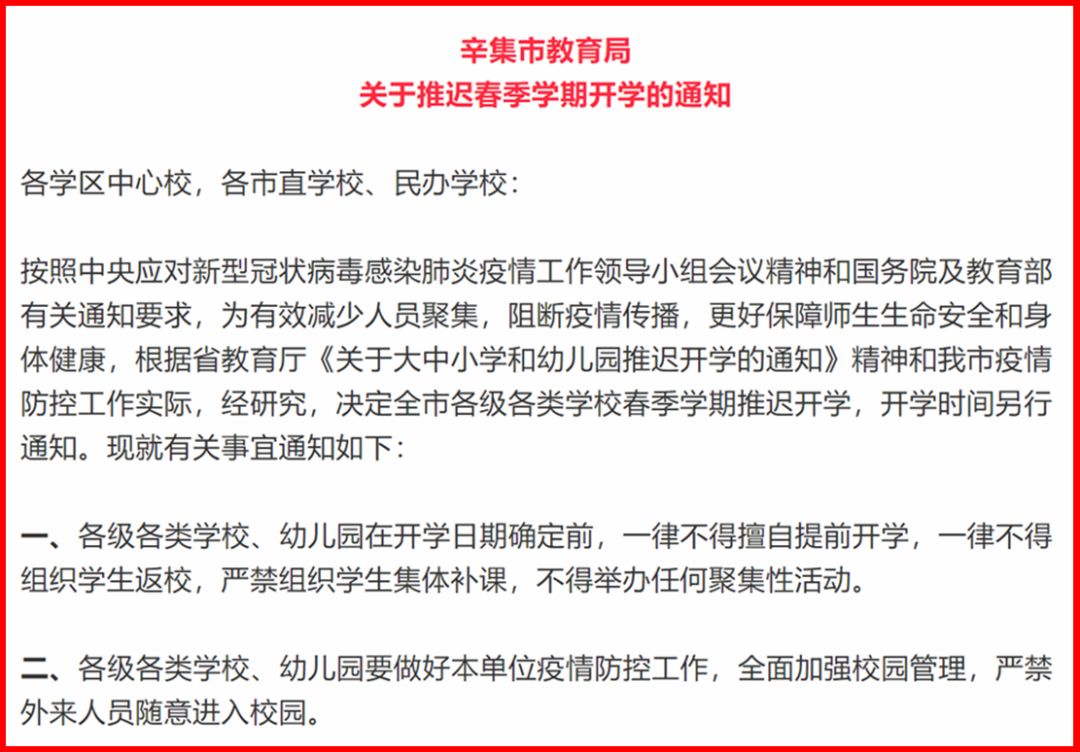 辛集市教育局
关于推迟春季学期开学的通知
各学区中心校，各市直学校、民办学校：
按照中央应对新型冠状病毒感染肺炎疫情工作领导小组会议精神和国务院及教育部
有关通知要求，为有效减少人员聚集，阻断疫情传播，更好保障师生生命安全和身
体健康，根据省教育厅《关于大中小学和幼儿园推迟开学的通知》精神和我市疫情
防控工作实际，经研究，决定全市各级各类学校春季学期推迟开学，开学时间另行
通知。现就有关事宜通知如下：
一、各级各类学校、幼儿园在开学日期确定前，一律不得擅自提前开学，一律不得
组织学生返校，严禁组织学生集体补课，不得举办任何聚集性活动。
二、各级各类学校、幼儿园要做好本单位疫情防控工作，全面加强校园管理，严禁
外来人员随意进入校园。